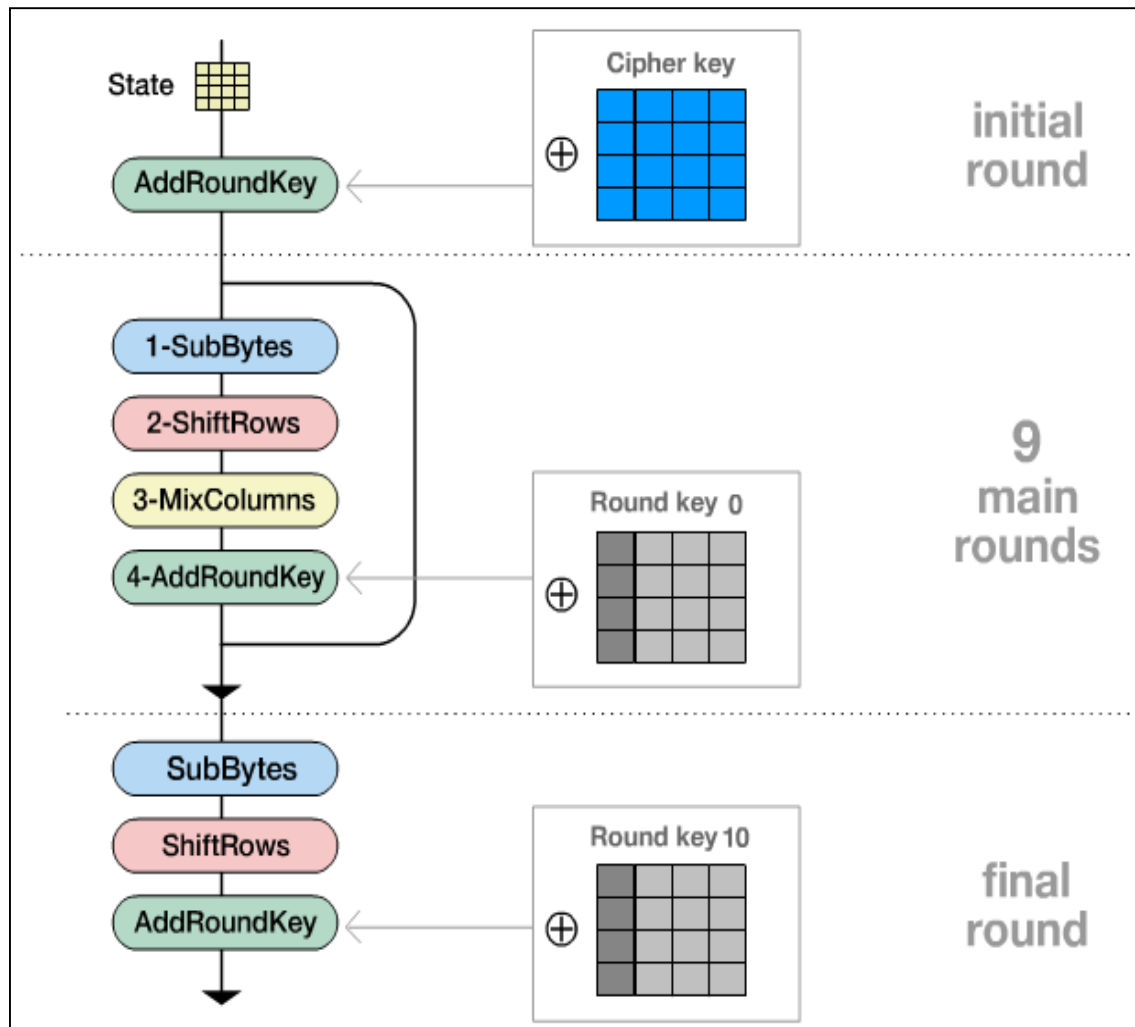 State
Cipher key
AddRoundKey
initial
round
1-SubBytes
2-ShiftRows
3-MixColumns
4-AddRoundKey
Round key 0
9
main
rounds
SubBytes
ShiftRows
AddRoundKey
Round key 10
final
round